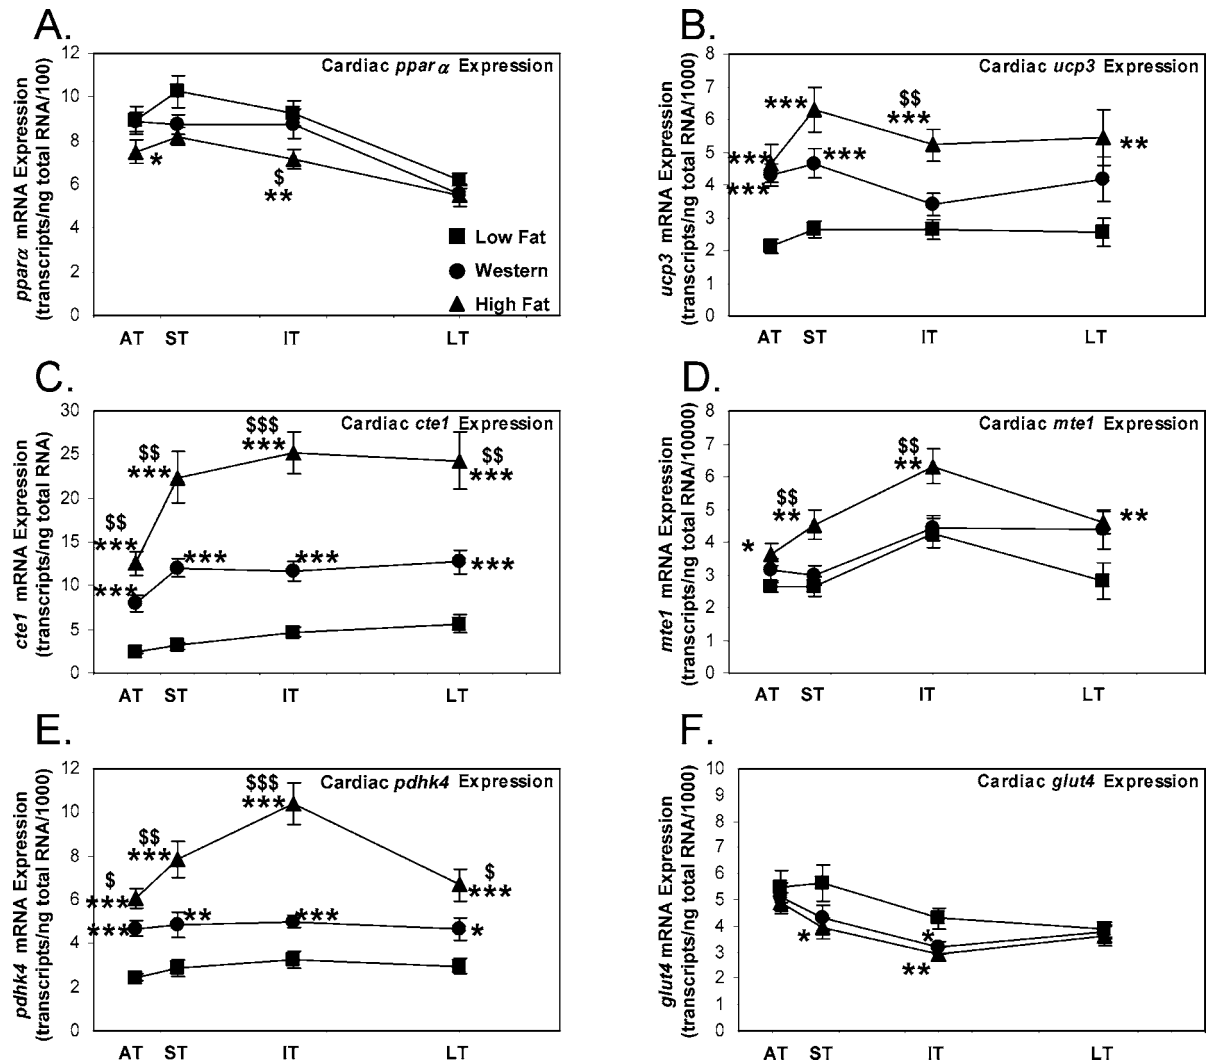 A.
Cardiac pparα Expression
pparα mRNA Expression
(transcripts/ng total RNA/100)
12
10
8
6
4
2
0
*
$
**
Low Fat
Western
High Fat
AT ST IT LT
B.
Cardiac ucp3 Expression
ucp3 mRNA Expression
(transcripts/ng total RNA/1000)
8
7
6
5
4
3
2
1
0
***
$$
***
***
***
***
**
AT ST IT LT
C.
Cardiac cte1 Expression
cte1 mRNA Expression
(transcripts/ng total RNA)
30
25
20
15
10
5
0
$$$
***
$$
***
$$
***
$$
***
***
***
***
***
AT ST IT LT
D.
Cardiac mte1 Expression
mte1 mRNA Expression
(transcripts/ng total RNA/10000)
8
7
6
5
4
3
2
1
0
$$
**
$$
**
*
**
AT ST IT LT
E.
Cardiac pdhk4 Expression
pdhk4 mRNA Expression
(transcripts/ng total RNA/1000)
12
10
8
6
4
2
0
$$$
***
$$
***
$
***
$
***
***
**
***
*
AT ST IT LT
F.
Cardiac glut4 Expression
glut4 mRNA Expression
(transcripts/ng total RNA/1000)
10
9
8
7
6
5
4
3
2
1
0
*
*
**
AT ST IT LT